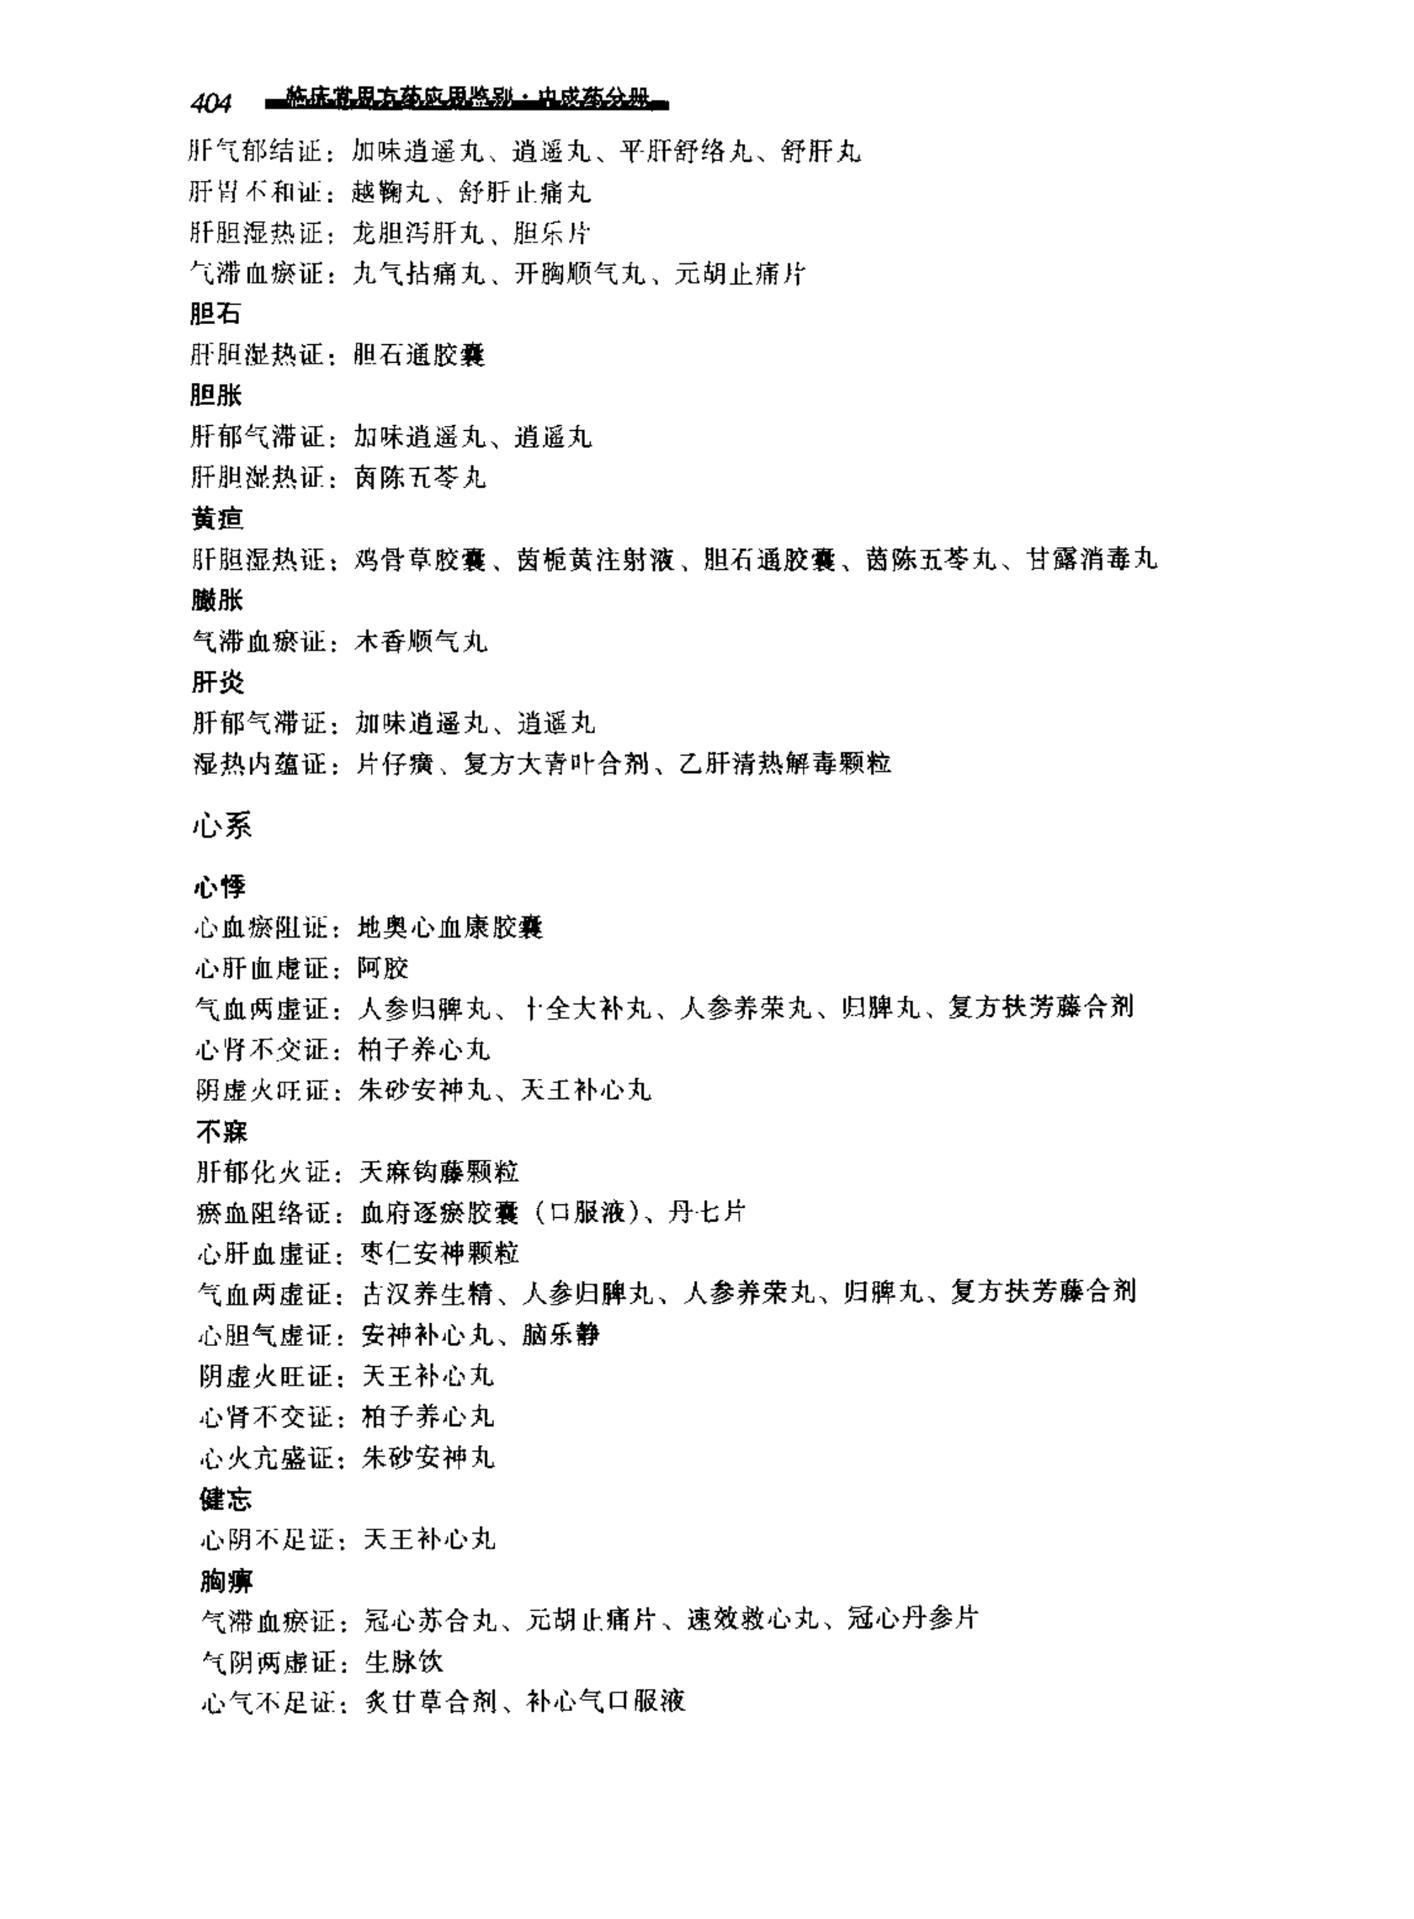 404 临床常用方药应用鉴别·中成药分册
肝气郁结证：加味逍遥丸、逍遥丸、平肝舒络丸、舒肝丸
肝胃不和证：越鞠丸、舒肝止痛丸
肝胆湿热证：龙胆泻肝丸、胆乐片
气滞血瘀证：九气拈痛丸、开胸顺气丸、元胡止痛片
胆石
肝胆湿热证：胆石通胶囊
胆胀
肝郁气滞证：加味逍遥丸、逍遥丸
肝胆湿热证：茵陈五苓丸
黄疸
肝胆湿热证：鸡骨草胶囊、茵栀黄注射液、胆石通胶囊、茵陈五苓丸、甘露消毒丸
臌胀
气滞血瘀证：木香顺气丸
肝炎
肝郁气滞证：加味逍遥丸、逍遥丸
湿热内蕴证：片仔癀、复方大青叶合剂、乙肝清热解毒颗粒
心系
心悸
心血瘀阻证：地奥心血康胶囊
心肝血虚证：阿胶
气血两虚证：人参归脾丸、十全大补丸、人参养荣丸、归脾丸、复方扶芳藤合剂
心肾不交证：柏子养心丸
阴虚火旺证：朱砂安神丸、天王补心丸
不寐
肝郁化火证：天麻钩藤颗粒
瘀血阻络证：血府逐瘀胶囊（口服液）、丹七片
心肝血虚证：枣仁安神颗粒
气血两虚证：古汉养生精、人参归脾丸、人参养荣丸、归脾丸、复方扶芳藤合剂
心胆气虚证：安神补心丸、脑乐静
阴虚火旺证：天王补心丸
心肾不交证：柏子养心丸
心火亢盛证：朱砂安神丸
健忘
心阴不足证：天王补心丸
胸痹
气滞血瘀证：冠心苏合丸、元胡止痛片、速效救心丸、冠心丹参片
气阴两虚证：生脉饮
心气不足证：炙甘草合剂、补心气口服液